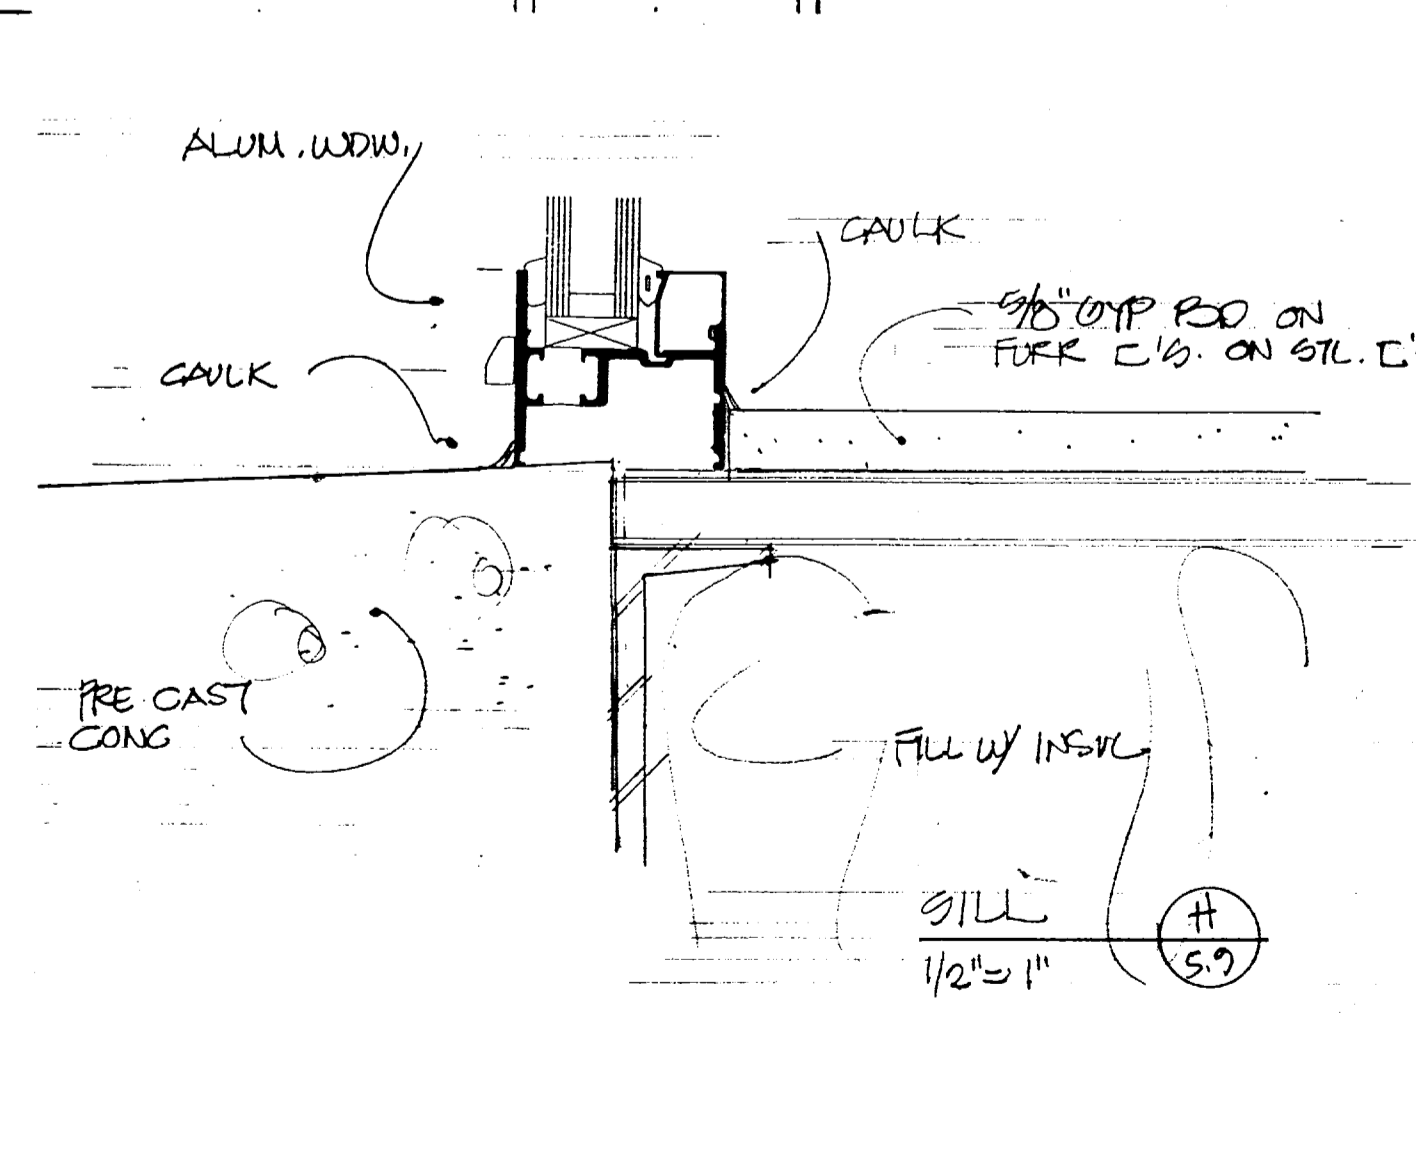 ALUM. WDW.
CAULK
5/8" GYP BD ON
FURR [ 'S. ON STL. [ '
CAULK
PRE CAST
CONC
FILL W/ INSUL
SILL
1/2" = 1"
H
5.9